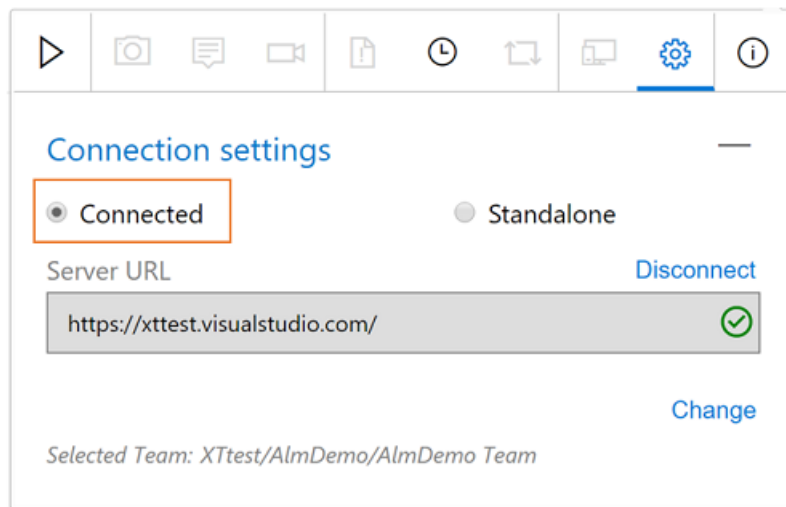 Connection settings
Connected Standalone
Server URL Disconnect
https://xttest.visualstudio.com/
Change
Selected Team: XTtest/AlmDemo/AlmDemo Team